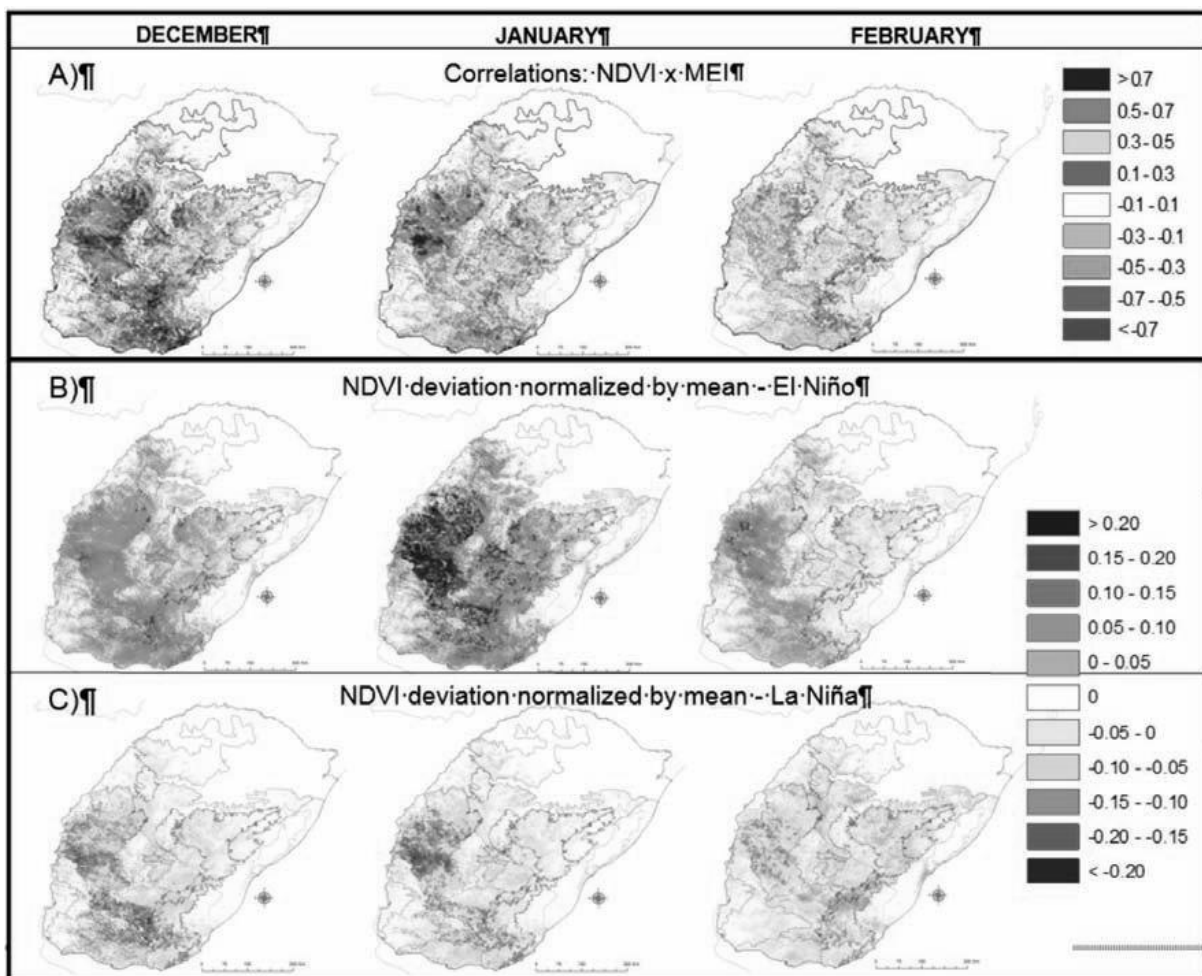 DECEMBER¶ JANUARY¶ FEBRUARY¶
A)¶ Correlations:·NDVI·x·MEI¶
> 0.7
0.5 - 0.7
0.3 - 0.5
0.1 - 0.3
-0.1 - 0.1
-0.3 - -0.1
-0.5 - -0.3
-0.7 - -0.5
< -0.7
B)¶ NDVI·deviation·normalized·by·mean·-·El·Niño¶
> 0.20
0.15 - 0.20
0.10 - 0.15
0.05 - 0.10
0 - 0.05
0
-0.05 - 0
-0.10 - -0.05
-0.15 - -0.10
-0.20 - -0.15
< -0.20
C)¶ NDVI·deviation·normalized·by·mean·-·La·Niña¶